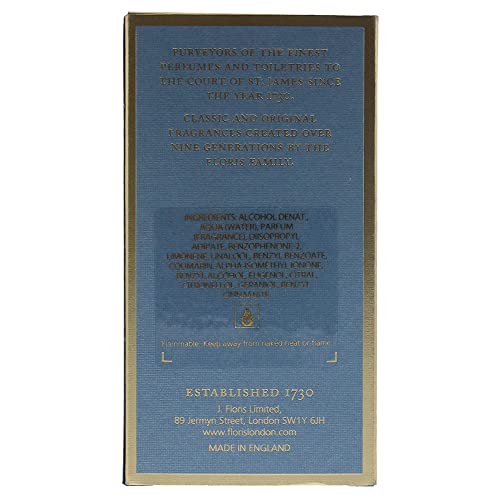 PURVEYORS OF THE FINEST
PERFUMES AND TOILETRIES TO
THE COURT OF ST. JAMES SINCE
THE YEAR 1730.
CLASSIC AND ORIGINAL
FRAGRANCES CREATED OVER
NINE GENERATIONS BY THE
FLORIS FAMILY.
INGREDIENTS: ALCOHOL DENAT.,
AQUA (WATER), PARFUM
(FRAGRANCE), DIISOPROPYL
ADIPATE, BENZOPHENONE-2,
LIMONENE, LINALOOL, BENZYL BENZOATE,
COUMARIN, ALPHA-ISOMETHYL IONONE,
BENZYL ALCOHOL, EUGENOL, CITRAL,
CITRONELLOL, GERANIOL, BENZYL
CINNAMATE.
Flammable. Keep away from naked heat or flame.
ESTABLISHED 1730
J. Floris Limited,
89 Jermyn Street, London SW1Y 6JH
www.florislondon.com
MADE IN ENGLAND